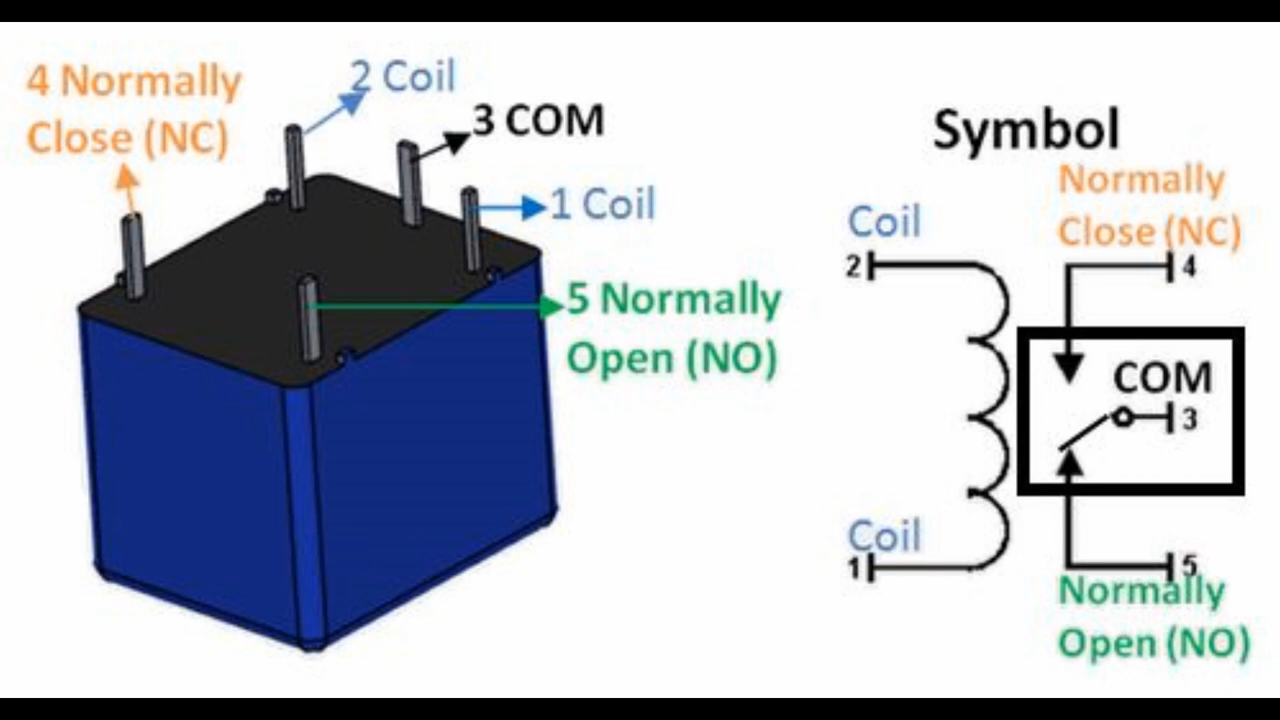 4 Normally
Close (NC)
2 Coil
3 COM
1 Coil
5 Normally
Open (NO)
Symbol
Normally
Close (NC)
Coil
2
4
COM
3
Coil
1
5
Normally
Open (NO)